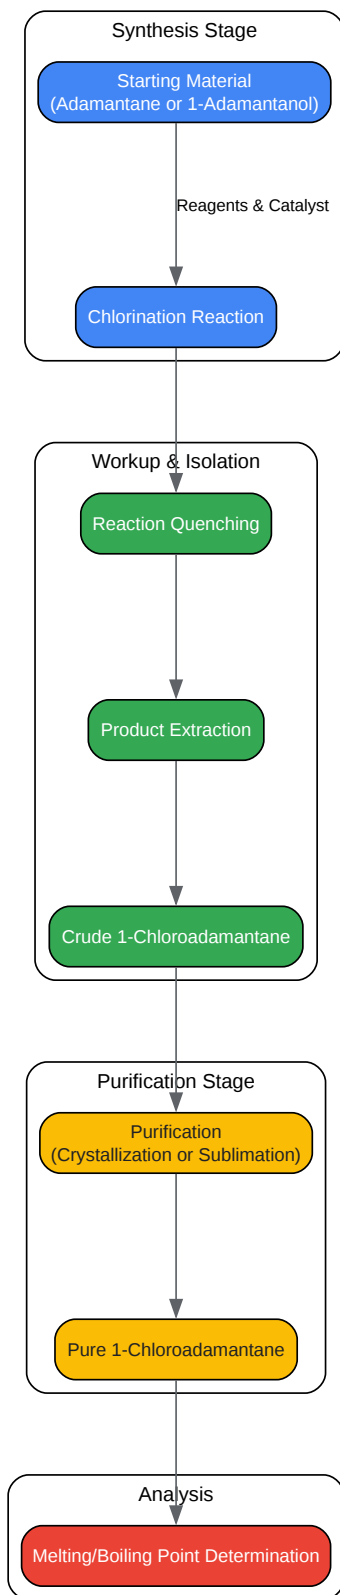 Synthesis Stage
Starting Material
(Adamantane or 1-Adamantanol)
Reagents & Catalyst
Chlorination Reaction
Workup & Isolation
Reaction Quenching
Product Extraction
Crude 1-Chloroadamantane
Purification Stage
Purification
(Crystallization or Sublimation)
Pure 1-Chloroadamantane
Analysis
Melting/Boiling Point Determination